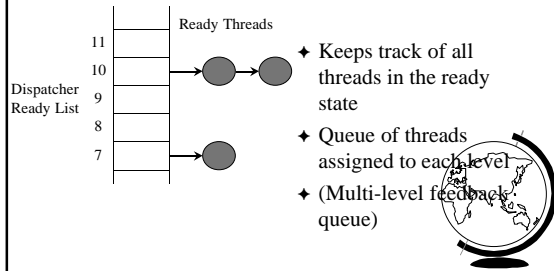 Ready Threads
11
10
9
8
7
Dispatcher
Ready List
✦ Keeps track of all
threads in the ready
state
✦ Queue of threads
assigned to each level
✦ (Multi-level feedback
queue)